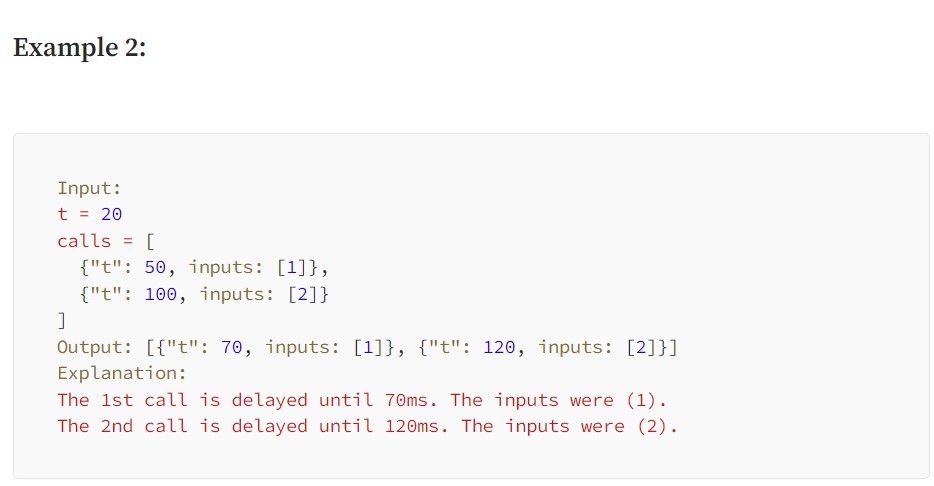 Example 2:
Input:
t = 20
calls = [
  {"t": 50, inputs: [1]},
  {"t": 100, inputs: [2]}
]
Output: [{"t": 70, inputs: [1]}, {"t": 120, inputs: [2]}]
Explanation:
The 1st call is delayed until 70ms. The inputs were (1).
The 2nd call is delayed until 120ms. The inputs were (2).